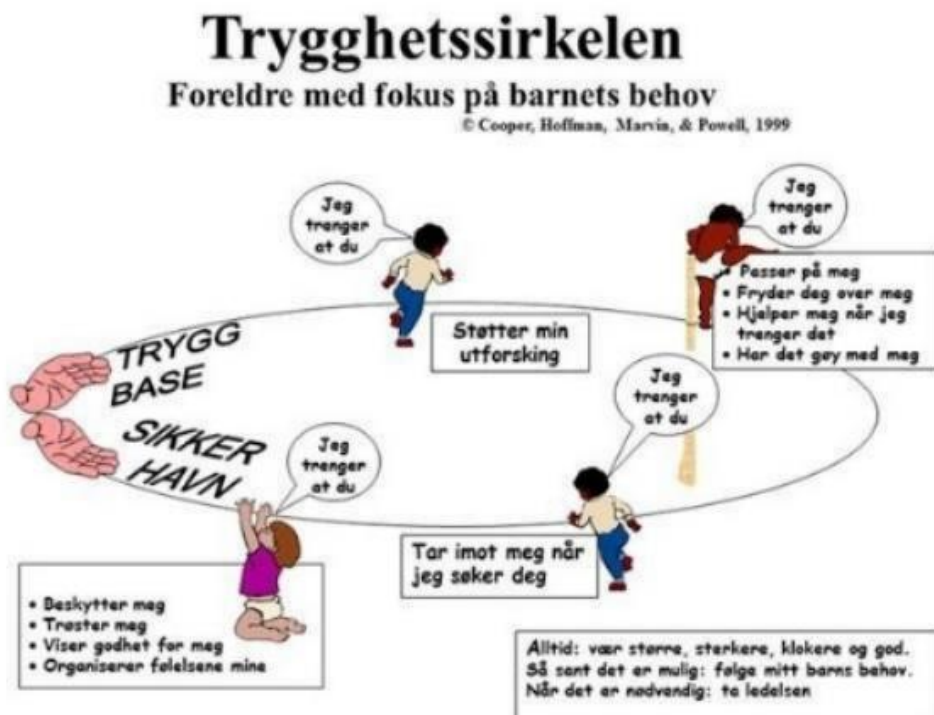 Trygghetssirkelen
Foreldre med fokus på barnets behov
© Cooper, Hoffman, Marvin, & Powell, 1999
Jeg
trenger
at du
Støtter min
utforsking
Jeg
trenger
at du
• Passer på meg
• Fryder deg over meg
• Hjelper meg når jeg
trenger det
• Har det gøy med meg
TRYGG
BASE
SIKKER
HAVN
Jeg
trenger
at du
Tar imot meg når
jeg søker deg
Jeg
trenger
at du
• Beskytter meg
• Trøster meg
• Viser godhet for meg
• Organiserer følelsene mine
Alltid: vær større, sterkere, klokere og god.
Så sant det er mulig: følge mitt barns behov.
Når det er nødvendig: ta ledelsen